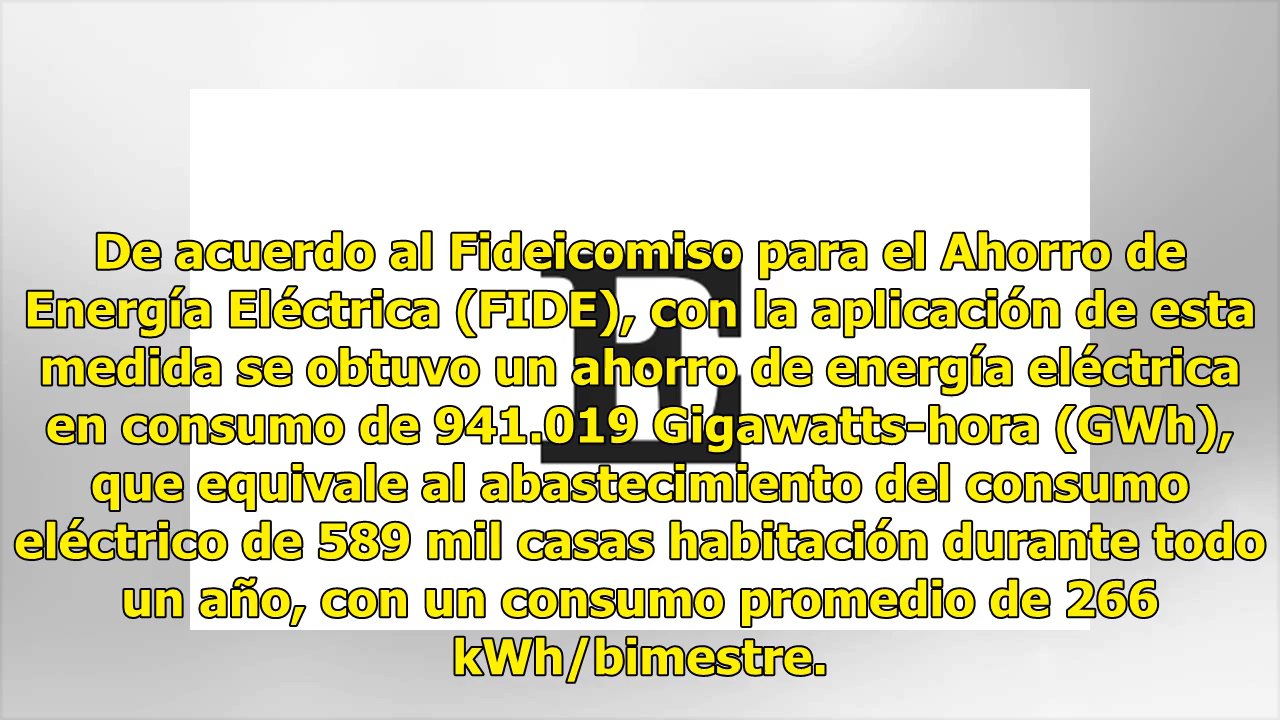 De acuerdo al Fideicomiso para el Ahorro de
Energía Eléctrica (FIDE), con la aplicación de esta
medida se obtuvo un ahorro de energía eléctrica
en consumo de 941.019 Gigawatts-hora (GWh),
que equivale al abastecimiento del consumo
eléctrico de 589 mil casas habitación durante todo
un año, con un consumo promedio de 266
kWh/bimestre.
E